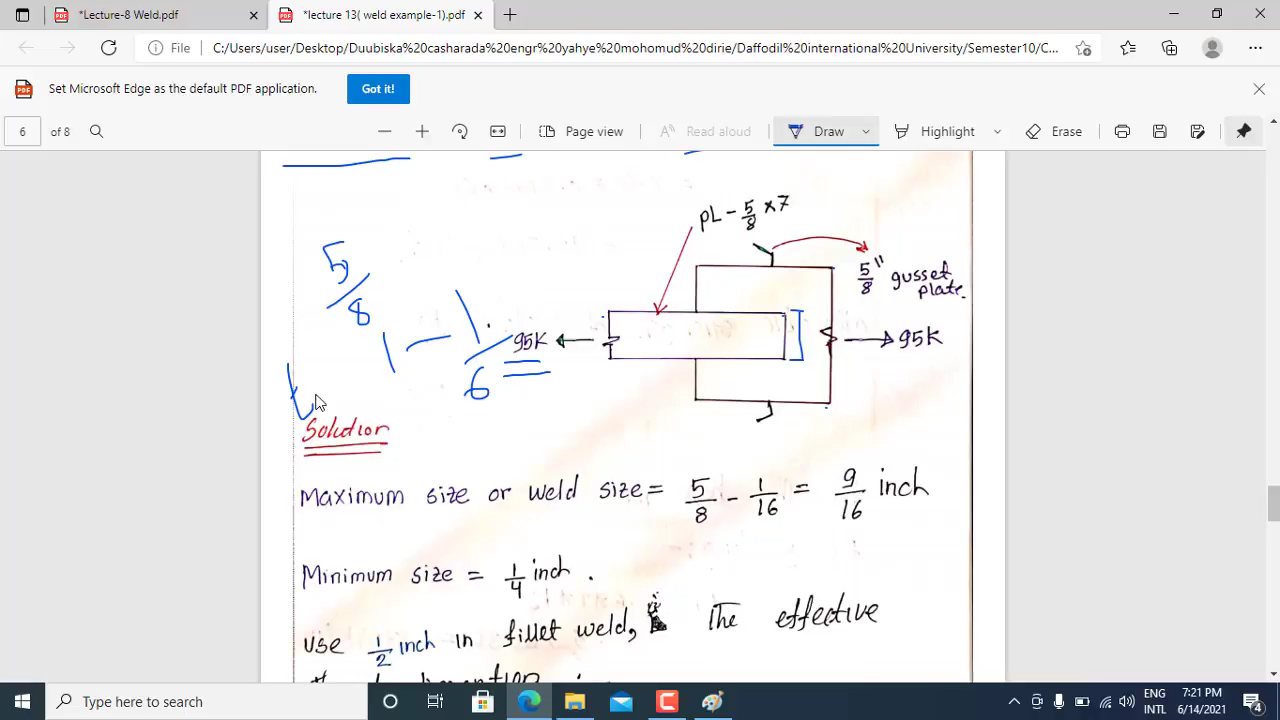 *Lecture-8 Weld.pdf
*lecture 13( weld example-1).pdf
File C:/Users/user/Desktop/Duubiska%20casharada%20engr%20yahye%20mohomud%20dirie/Daffodil%20international%20University/Semester10/C...
Set Microsoft Edge as the default PDF application. Got it!
6 of 8 Page view Read aloud Draw Highlight Erase
PL - 5/8 x 7
5/8" gusset
plate.
5/8
1 - 1/6
95K
95K
Solution
Maximum size or weld size = 5/8 - 1/16 = 9/16 inch
Minimum size = 1/4 inch .
Use 1/2 inch in fillet weld, The effective
Type here to search
ENG
INTL
7:21 PM
6/14/2021
4